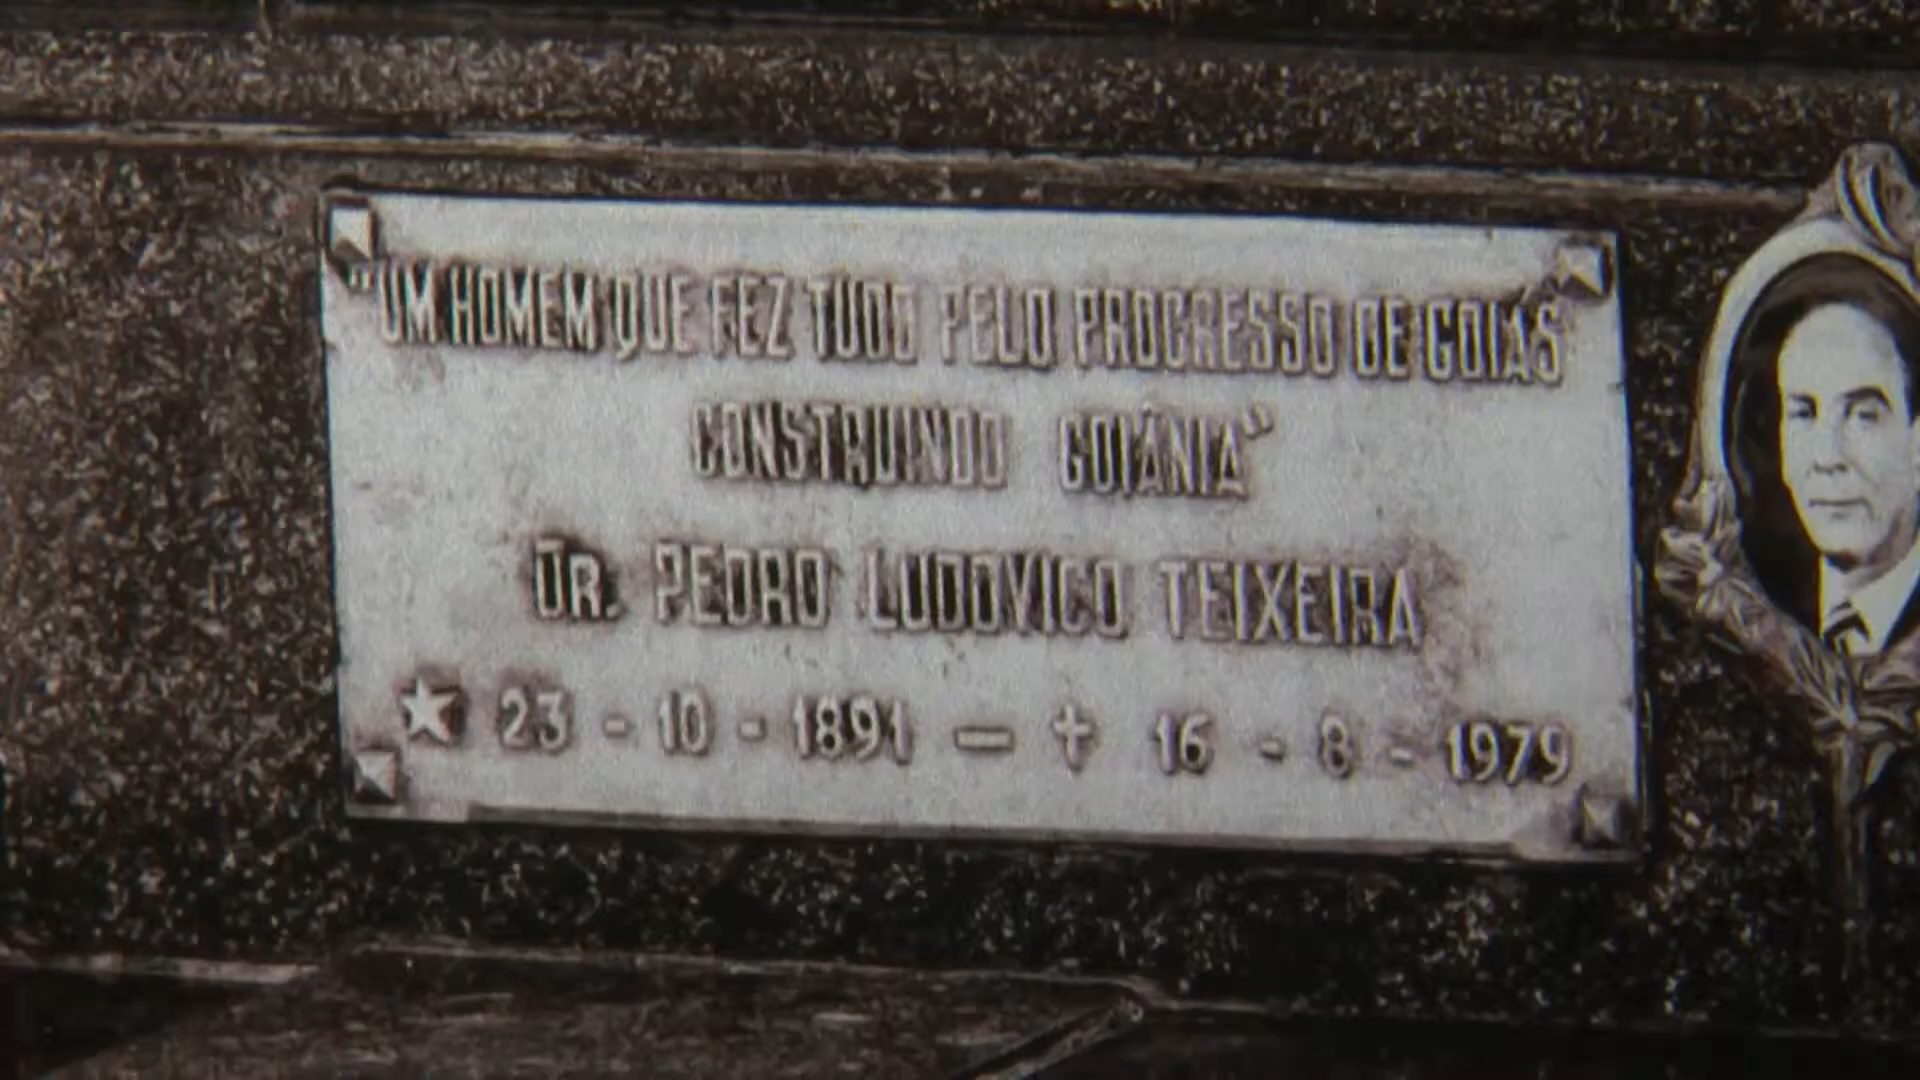 "UM HOMEM QUE FEZ TUDO PELO PROGRESSO DE GOIÁS
CONSTRUINDO GOIÂNIA"
DR. PEDRO LUDOVICO TEIXEIRA
★ 23 - 10 - 1891 — ✝ 16 - 8 - 1979